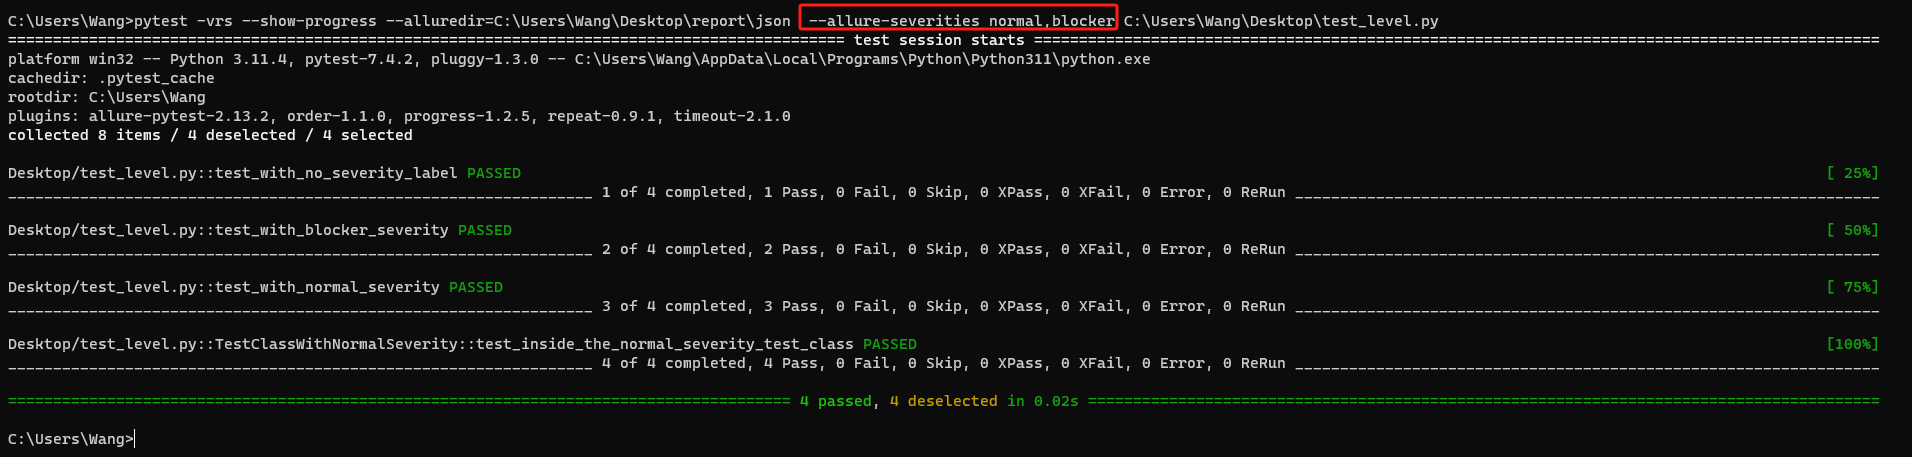 C:\Users\Wang>pytest -vrs --show-progress --alluredir=C:\Users\Wang\Desktop\report\json  --allure-severities normal,blocker C:\Users\Wang\Desktop\test_level.py
============================================================================================= test session starts ==============================================================================================
platform win32 -- Python 3.11.4, pytest-7.4.2, pluggy-1.3.0 -- C:\Users\Wang\AppData\Local\Programs\Python\Python311\python.exe
cachedir: .pytest_cache
rootdir: C:\Users\Wang
plugins: allure-pytest-2.13.2, order-1.1.0, progress-1.2.5, repeat-0.9.1, timeout-2.1.0
collected 8 items / 4 deselected / 4 selected
Desktop/test_level.py::test_with_no_severity_label PASSED [ 25%]
_________________________________________________________________ 1 of 4 completed, 1 Pass, 0 Fail, 0 Skip, 0 XPass, 0 XFail, 0 Error, 0 ReRun _________________________________________________________________
Desktop/test_level.py::test_with_blocker_severity PASSED [ 50%]
_________________________________________________________________ 2 of 4 completed, 2 Pass, 0 Fail, 0 Skip, 0 XPass, 0 XFail, 0 Error, 0 ReRun _________________________________________________________________
Desktop/test_level.py::test_with_normal_severity PASSED [ 75%]
_________________________________________________________________ 3 of 4 completed, 3 Pass, 0 Fail, 0 Skip, 0 XPass, 0 XFail, 0 Error, 0 ReRun _________________________________________________________________
Desktop/test_level.py::TestClassWithNormalSeverity::test_inside_the_normal_severity_test_class PASSED [100%]
_________________________________________________________________ 4 of 4 completed, 4 Pass, 0 Fail, 0 Skip, 0 XPass, 0 XFail, 0 Error, 0 ReRun _________________________________________________________________
======================================================================================= 4 passed, 4 deselected in 0.02s ========================================================================================
C:\Users\Wang>